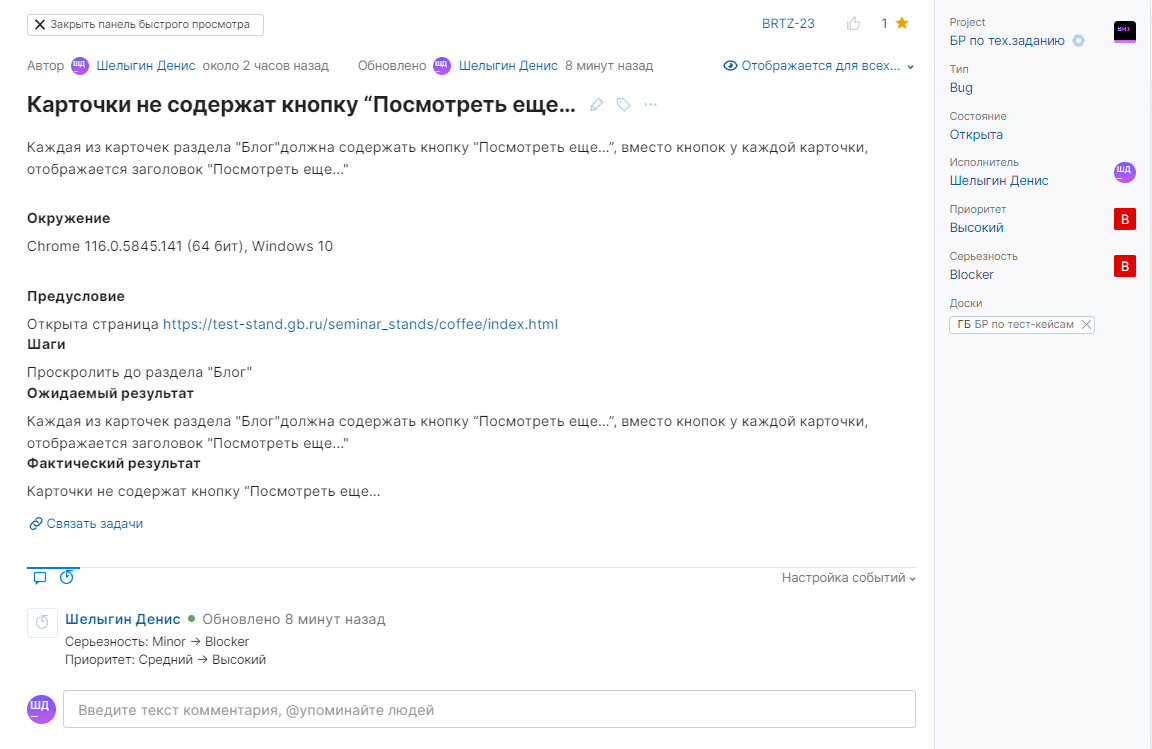 Закрыть панель быстрого просмотра
BRTZ-23
1
Автор ШД Шелыгин Денис около 2 часов назад Обновлено ШД Шелыгин Денис 8 минут назад
Отображается для всех...
Карточки не содержат кнопку “Посмотреть еще...
Каждая из карточек раздела "Блог"должна содержать кнопку “Посмотреть еще...”, вместо кнопок у каждой карточки,
отображается заголовок "Посмотреть еще..."
Окружение
Chrome 116.0.5845.141 (64 бит), Windows 10
Предусловие
Открыта страница https://test-stand.gb.ru/seminar_stands/coffee/index.html
Шаги
Проскролить до раздела "Блог"
Ожидаемый результат
Каждая из карточек раздела "Блог"должна содержать кнопку “Посмотреть еще...”, вместо кнопок у каждой карточки,
отображается заголовок "Посмотреть еще..."
Фактический результат
Карточки не содержат кнопку “Посмотреть еще...
Связать задачи
Настройка событий
Шелыгин Денис Обновлено 8 минут назад
Серьезность: Minor → Blocker
Приоритет: Средний → Высокий
ШД
Введите текст комментария, @упоминайте людей
Project
БР по тех.заданию
BRT
Тип
Bug
Состояние
Открыта
Исполнитель
Шелыгин Денис
ШД
Приоритет
Высокий
В
Серьезность
Blocker
B
Доски
ГБ БР по тест-кейсам